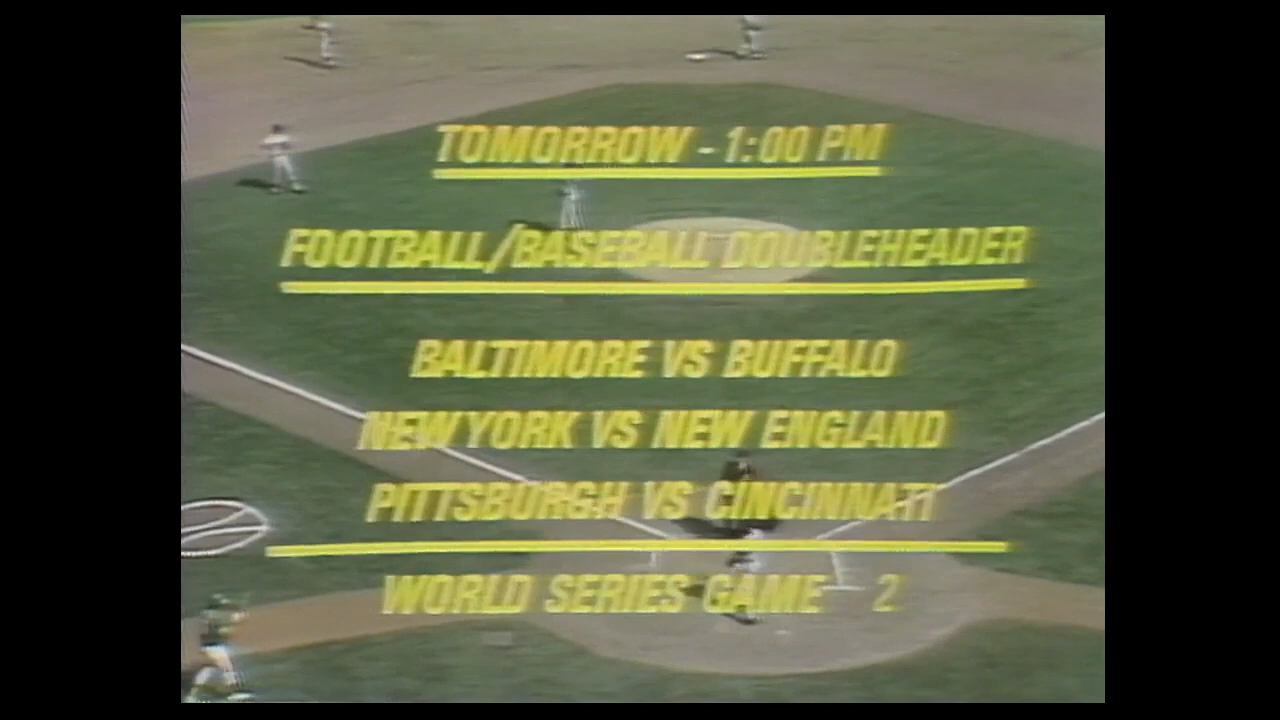 TOMORROW - 1:00 PM
FOOTBALL/BASEBALL DOUBLEHEADER
BALTIMORE VS BUFFALO
NEW YORK VS NEW ENGLAND
PITTSBURGH VS CINCINNATI
WORLD SERIES GAME 2